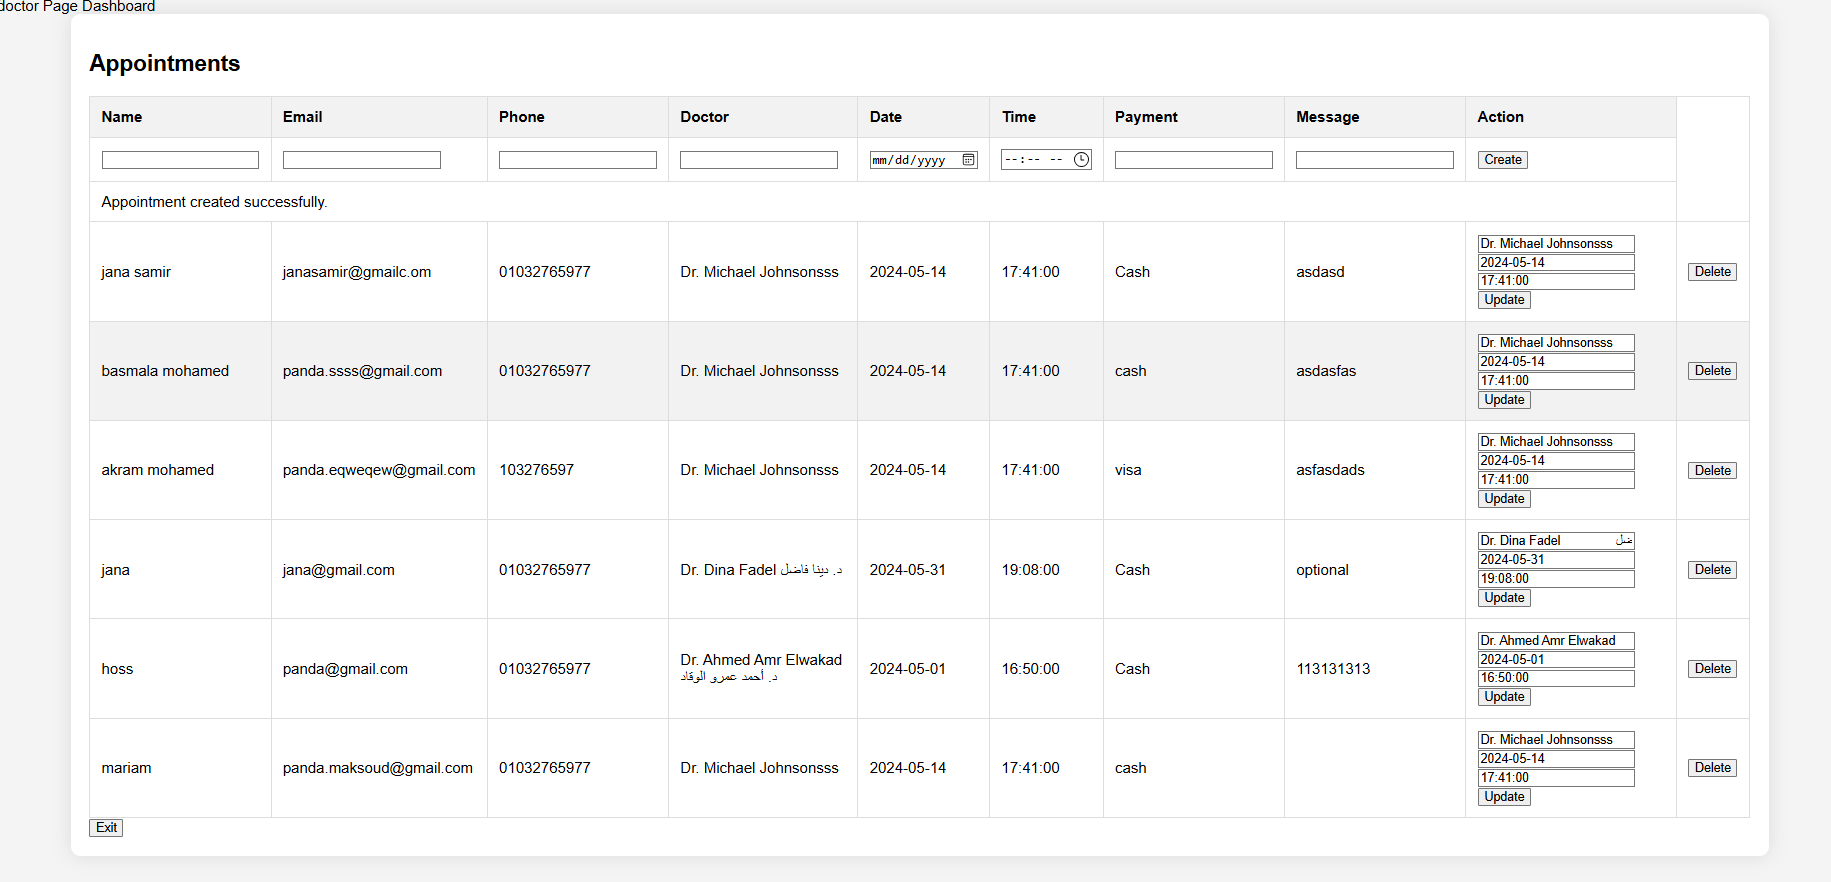 doctor Page Dashboard
Appointments
Name Email Phone Doctor Date Time Payment Message Action
mm/dd/yyyy --:-- -- Create
Appointment created successfully.
jana samir janasamir@gmailc.om 01032765977 Dr. Michael Johnsonsss 2024-05-14 17:41:00 Cash asdasd
Dr. Michael Johnsonsss
2024-05-14
17:41:00
Update
Delete
basmala mohamed panda.ssss@gmail.com 01032765977 Dr. Michael Johnsonsss 2024-05-14 17:41:00 cash asdasfas
Dr. Michael Johnsonsss
2024-05-14
17:41:00
Update
Delete
akram mohamed panda.eqweqew@gmail.com 103276597 Dr. Michael Johnsonsss 2024-05-14 17:41:00 visa asfasdads
Dr. Michael Johnsonsss
2024-05-14
17:41:00
Update
Delete
jana jana@gmail.com 01032765977 Dr. Dina Fadel د. دينا فاضل 2024-05-31 19:08:00 Cash optional
Dr. Dina Fadel ضل
2024-05-31
19:08:00
Update
Delete
hoss panda@gmail.com 01032765977 Dr. Ahmed Amr Elwakad
د. أحمد عمرو الوقاد
2024-05-01 16:50:00 Cash 113131313
Dr. Ahmed Amr Elwakad
2024-05-01
16:50:00
Update
Delete
mariam panda.maksoud@gmail.com 01032765977 Dr. Michael Johnsonsss 2024-05-14 17:41:00 cash
Dr. Michael Johnsonsss
2024-05-14
17:41:00
Update
Delete
Exit